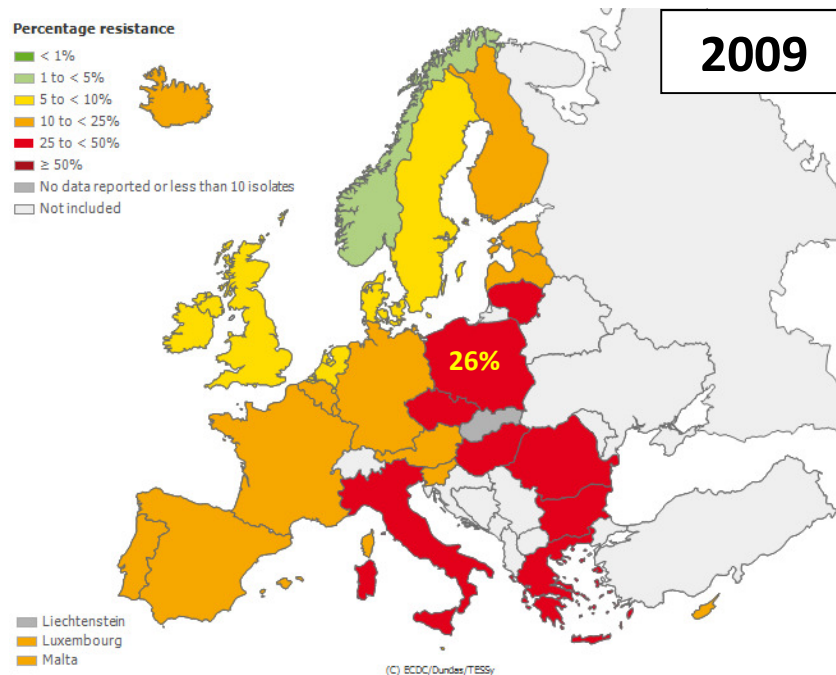 Percentage resistance
< 1%
1 to < 5%
5 to < 10%
10 to < 25%
25 to < 50%
≥ 50%
No data reported or less than 10 isolates
Not included
2009
26%
Liechtenstein
Luxembourg
Malta
(C) ECDC/Dundas/TESSy